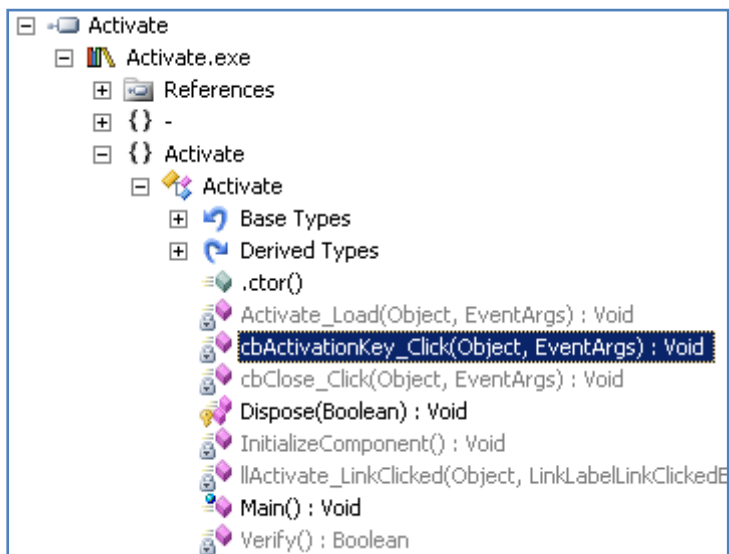 Activate
Activate.exe
References
{} -
{} Activate
Activate
Base Types
Derived Types
.ctor()
Activate_Load(Object, EventArgs) : Void
cbActivationKey_Click(Object, EventArgs) : Void
cbClose_Click(Object, EventArgs) : Void
Dispose(Boolean) : Void
InitializeComponent() : Void
llActivate_LinkClicked(Object, LinkLabelLinkClickedE
Main() : Void
Verify() : Boolean